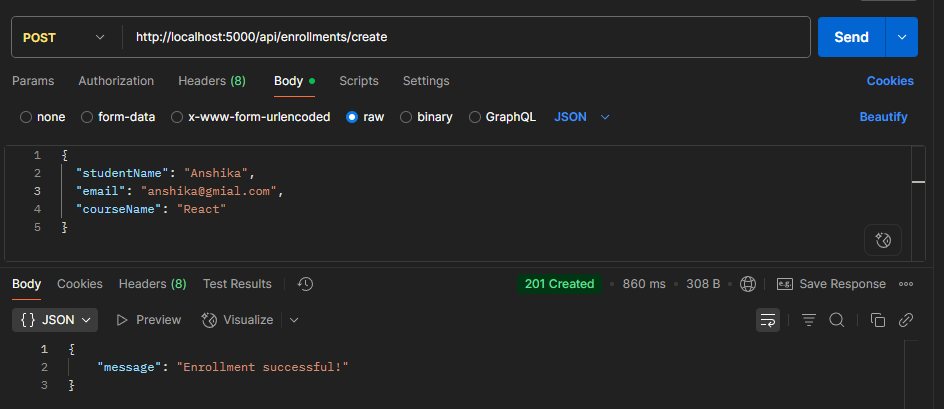 POST http://localhost:5000/api/enrollments/create Send
Params Authorization Headers (8) Body Scripts Settings Cookies
none form-data x-www-form-urlencoded raw binary GraphQL JSON Beautify
1 {
2 "studentName": "Anshika",
3 "email": "anshika@gmial.com",
4 "courseName": "React"
5 }
Body Cookies Headers (8) Test Results 201 Created • 860 ms • 308 B • e.g. Save Response
{ } JSON Preview Visualize
1 {
2 "message": "Enrollment successful!"
3 }